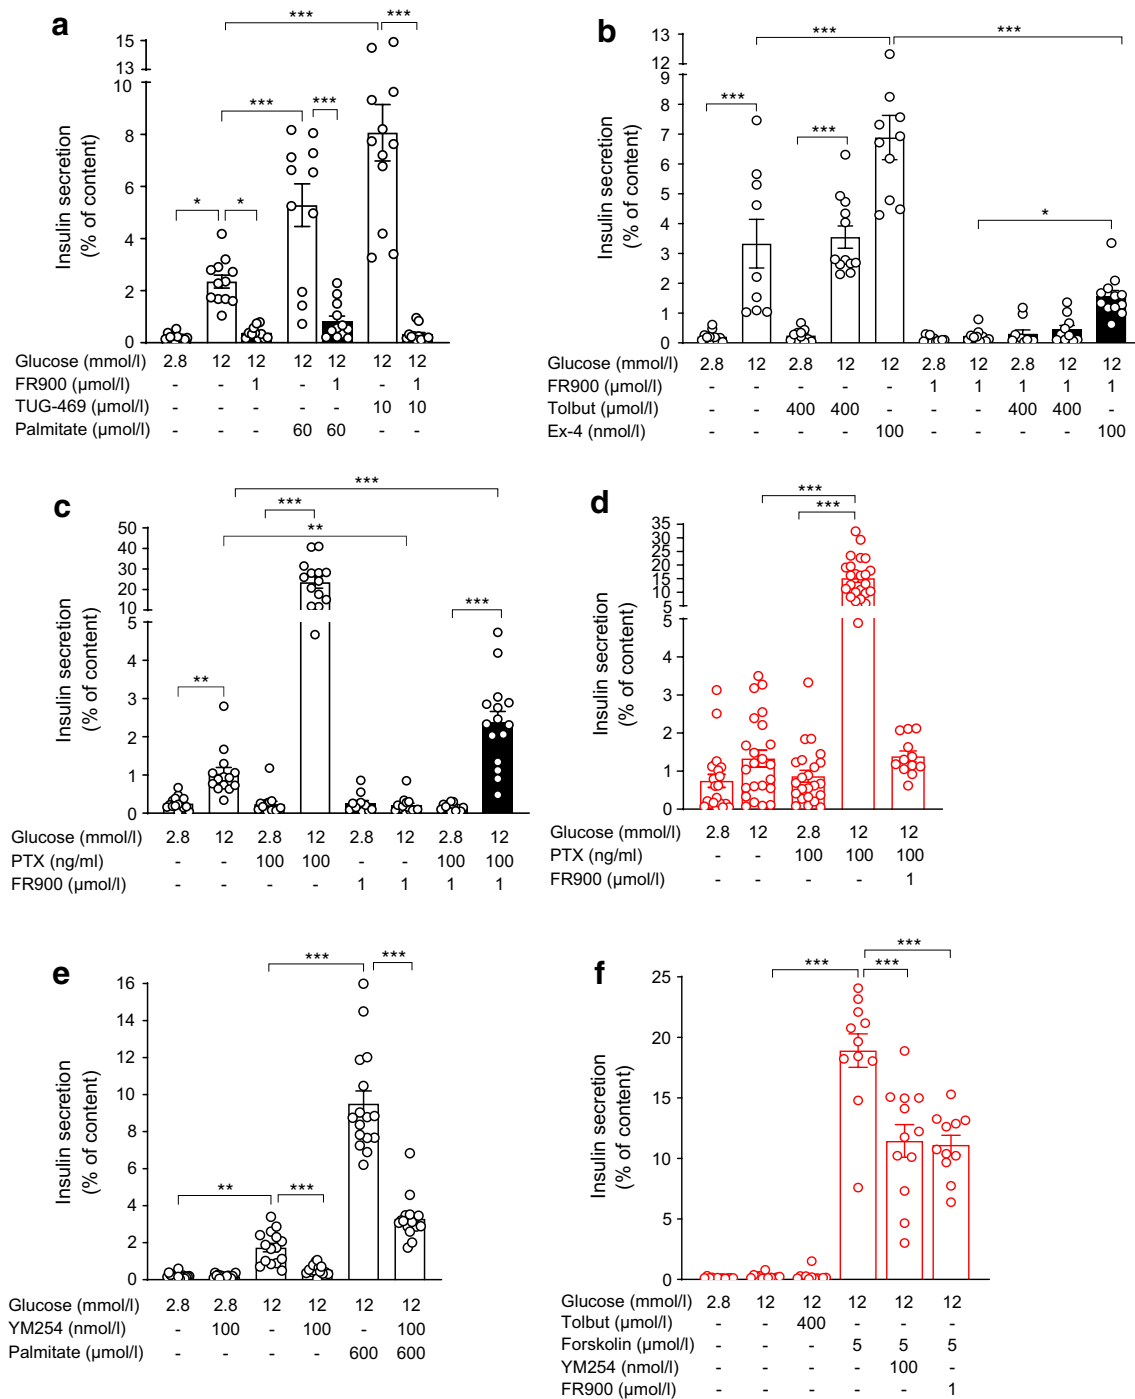 a
*** ***
15
13
10
8
6
4
2
0
*** ***
* *
Insulin secretion
(% of content)
Glucose (mmol/l) 2.8 12 12 12 12 12 12
FR900 (µmol/l) - - 1 - 1 - 1
TUG-469 (µmol/l) - - - - - 10 10
Palmitate (µmol/l) - - - 60 60 - -
b
*** ***
13
12
9
8
7
6
5
4
3
2
1
0
***
***
*
Insulin secretion
(% of content)
Glucose (mmol/l) 2.8 12 2.8 12 12 2.8 12 2.8 12 12
FR900 (µmol/l) - - - - - 1 1 1 1 1
Tolbut (µmol/l) - - 400 400 - - - 400 400 -
Ex-4 (nmol/l) - - - - 100 - - - - 100
c
***
***
**
50
40
30
20
10
5
4
3
2
1
0
***
**
Insulin secretion
(% of content)
Glucose (mmol/l) 2.8 12 2.8 12 2.8 12 2.8 12
PTX (ng/ml) - - 100 100 - - 100 100
FR900 (µmol/l) - - - - 1 1 1 1
d
***
***
35
30
25
20
15
10
5
5
4
3
2
1
0
Insulin secretion
(% of content)
Glucose (mmol/l) 2.8 12 2.8 12 12
PTX (ng/ml) - - 100 100 100
FR900 (µmol/l) - - - - 1
e
*** ***
16
14
12
10
8
6
4
2
0
** ***
Insulin secretion
(% of content)
Glucose (mmol/l) 2.8 2.8 12 12 12 12
YM254 (nmol/l) - 100 - 100 - 100
Palmitate (µmol/l) - - - - 600 600
f
***
*** ***
25
20
15
10
5
0
Insulin secretion
(% of content)
Glucose (mmol/l) 2.8 12 12 12 12 12
Tolbut (µmol/l) - - 400 - - -
Forskolin (µmol/l) - - - 5 5 5
YM254 (nmol/l) - - - - 100 -
FR900 (µmol/l) - - - - - 1